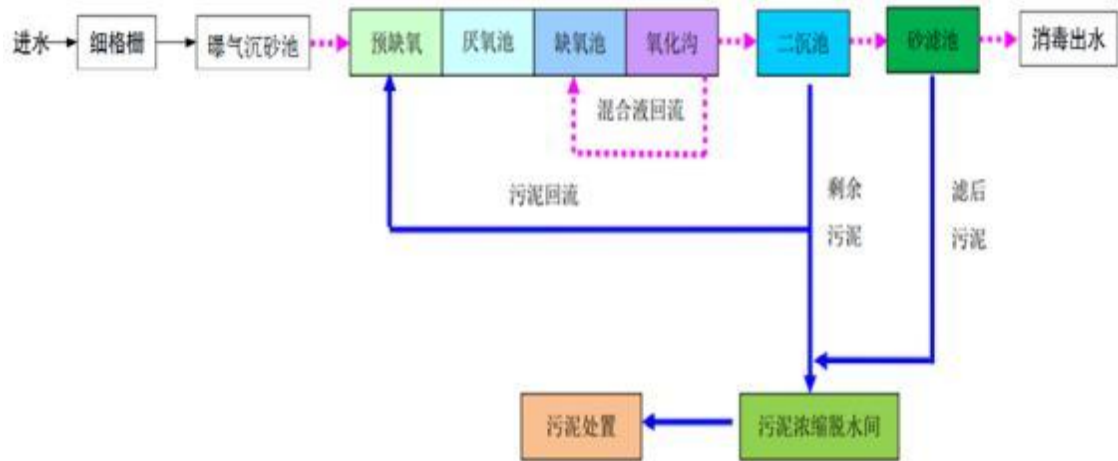 进水
细格栅
曝气沉砂池
预缺氧
厌氧池
缺氧池
氧化沟
二沉池
砂滤池
消毒出水
混合液回流
污泥回流
剩余
污泥
滤后
污泥
污泥处置
污泥浓缩脱水间